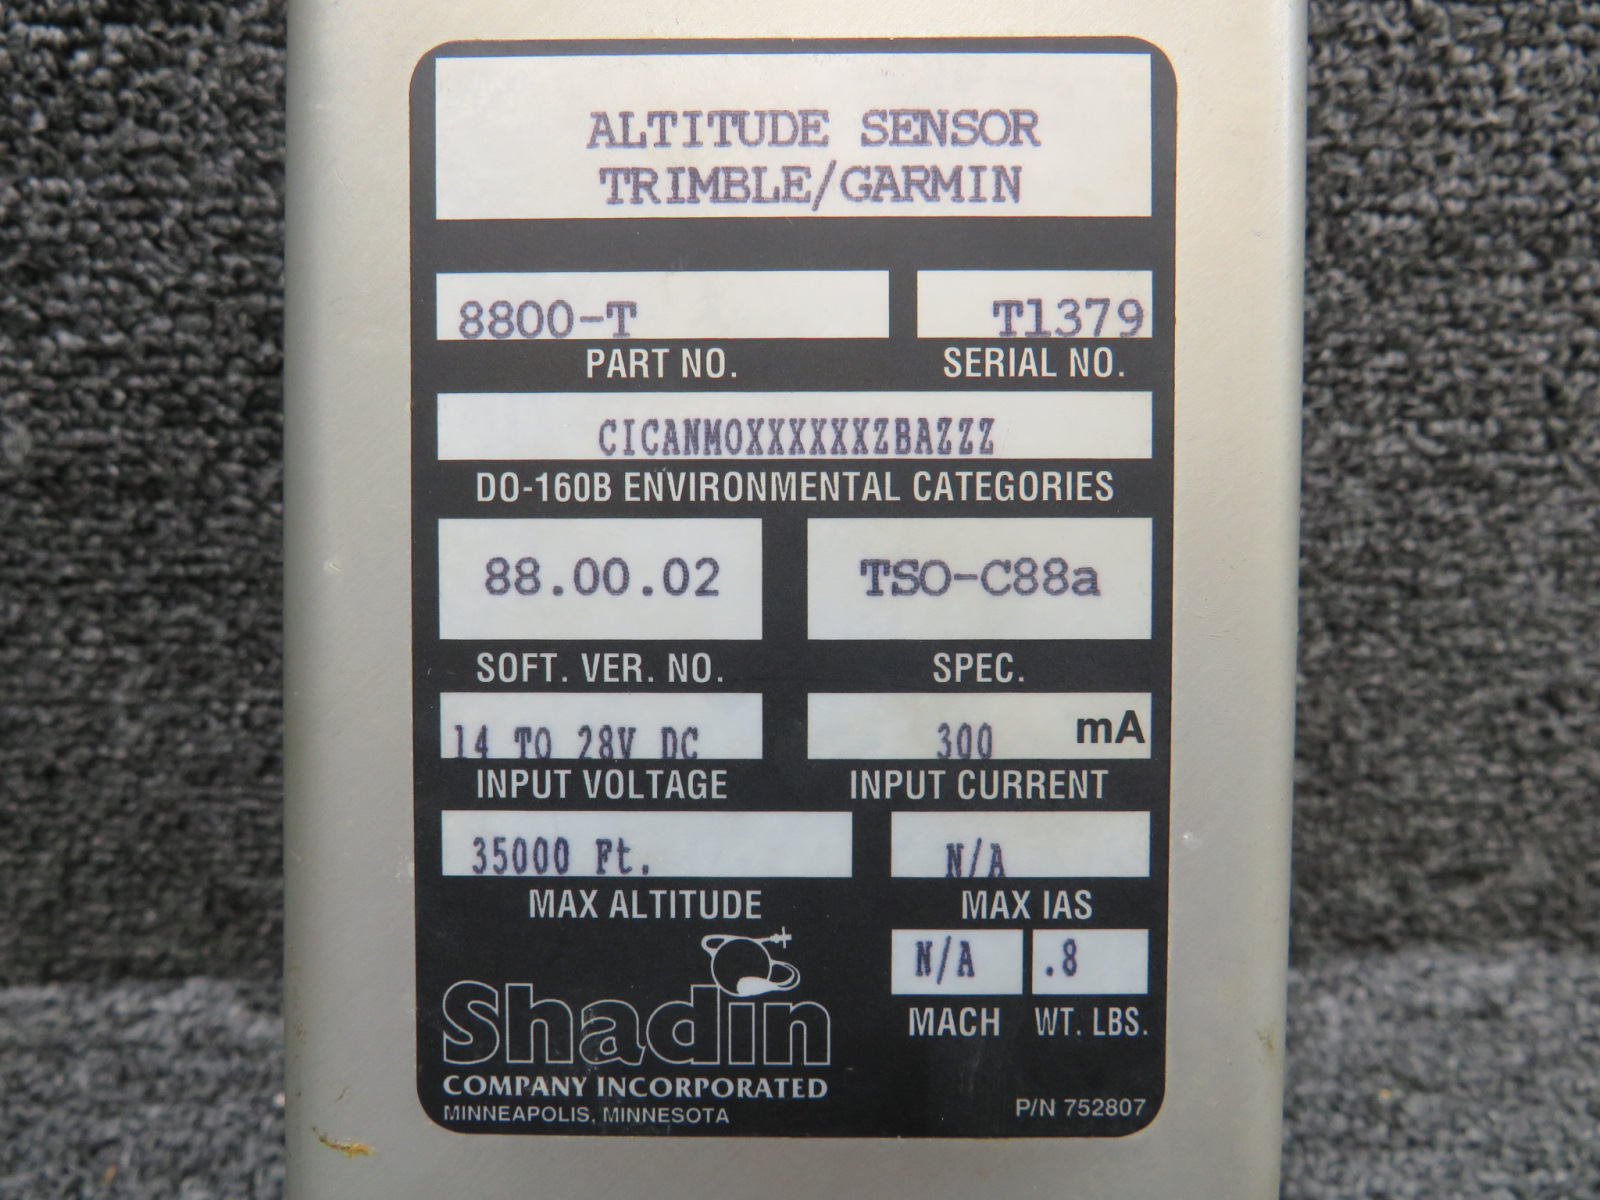 ALTITUDE SENSOR
TRIMBLE/GARMIN
8800-T T1379
PART NO. SERIAL NO.
CICANMOXXXXXXZBAZZZ
DO-160B ENVIRONMENTAL CATEGORIES
88.00.02 TSO-C88a
SOFT. VER. NO. SPEC.
14 TO 28V DC 300 mA
INPUT VOLTAGE INPUT CURRENT
35000 Ft. N/A
MAX ALTITUDE MAX IAS
N/A .8
MACH WT. LBS.
Shadin
COMPANY INCORPORATED
MINNEAPOLIS, MINNESOTA
P/N 752807